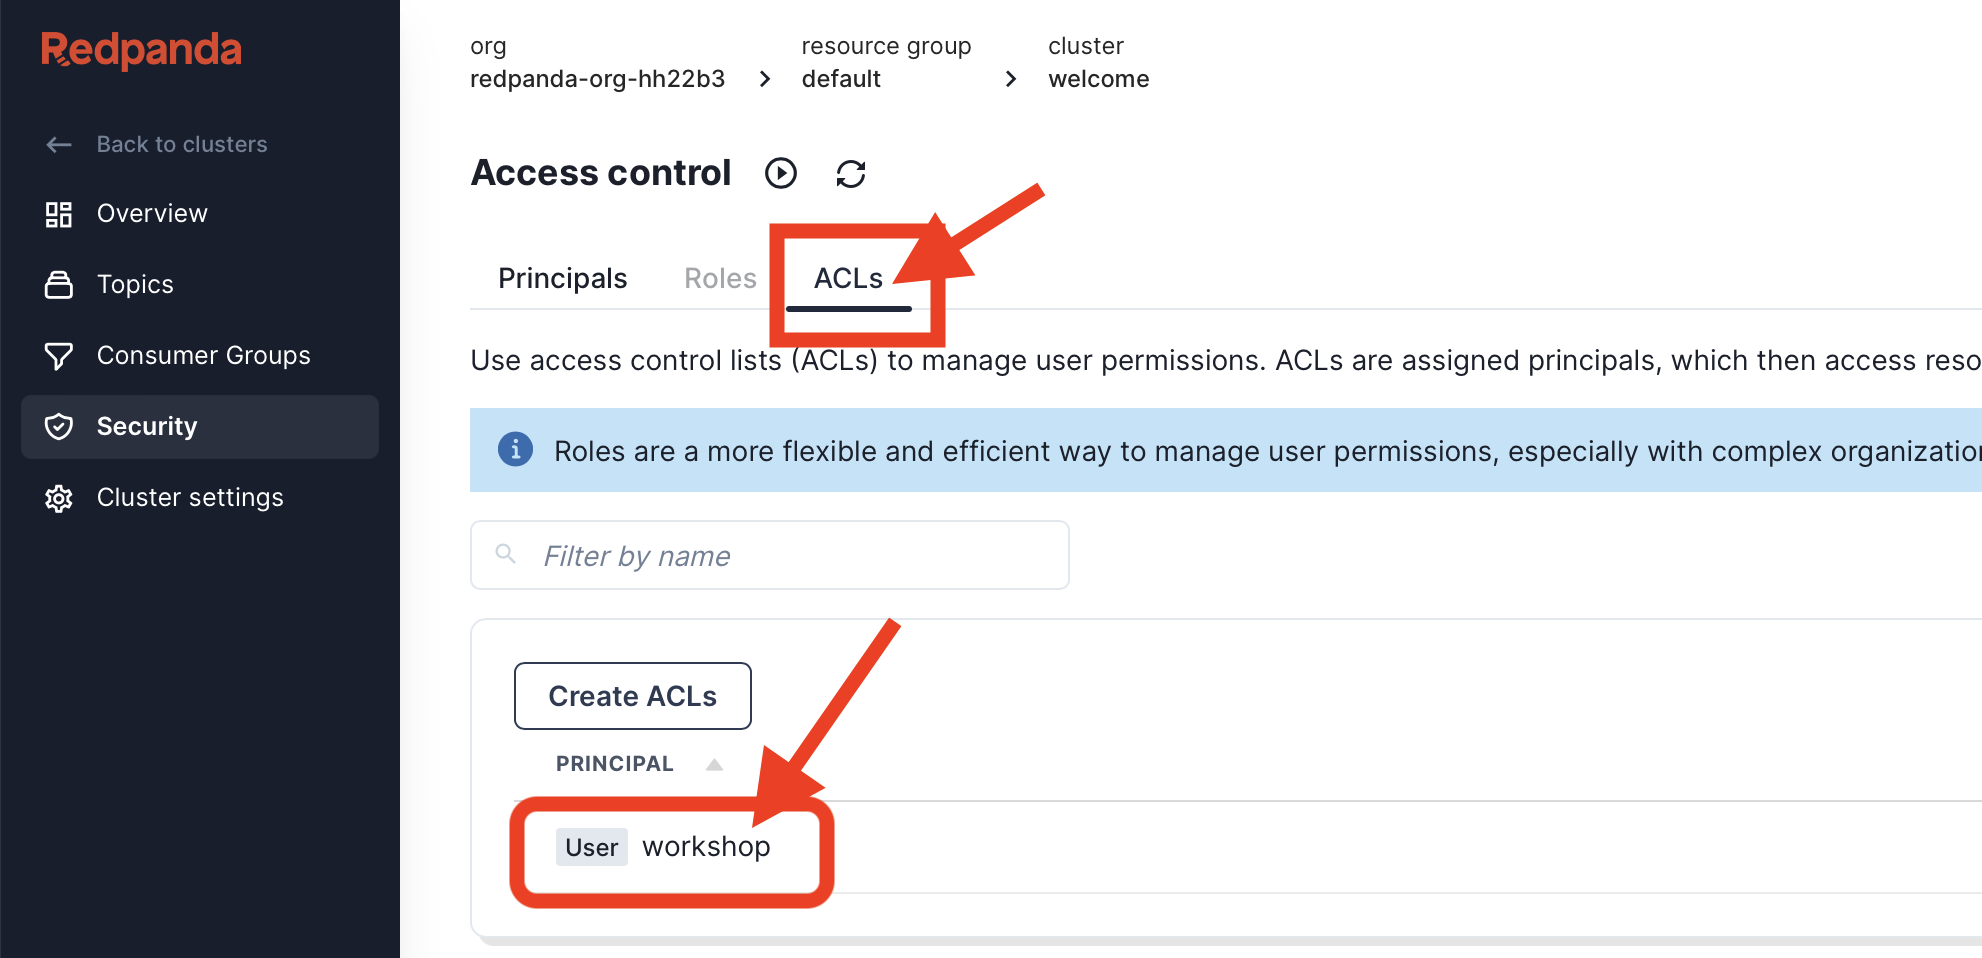 Redpanda
Back to clusters
Overview
Topics
Consumer Groups
Security
Cluster settings
org
redpanda-org-hh22b3
resource group
default
cluster
welcome
Access control
Principals
Roles
ACLs
Use access control lists (ACLs) to manage user permissions. ACLs are assigned principals, which then access reso
Roles are a more flexible and efficient way to manage user permissions, especially with complex organization
Filter by name
Create ACLs
PRINCIPAL
User workshop